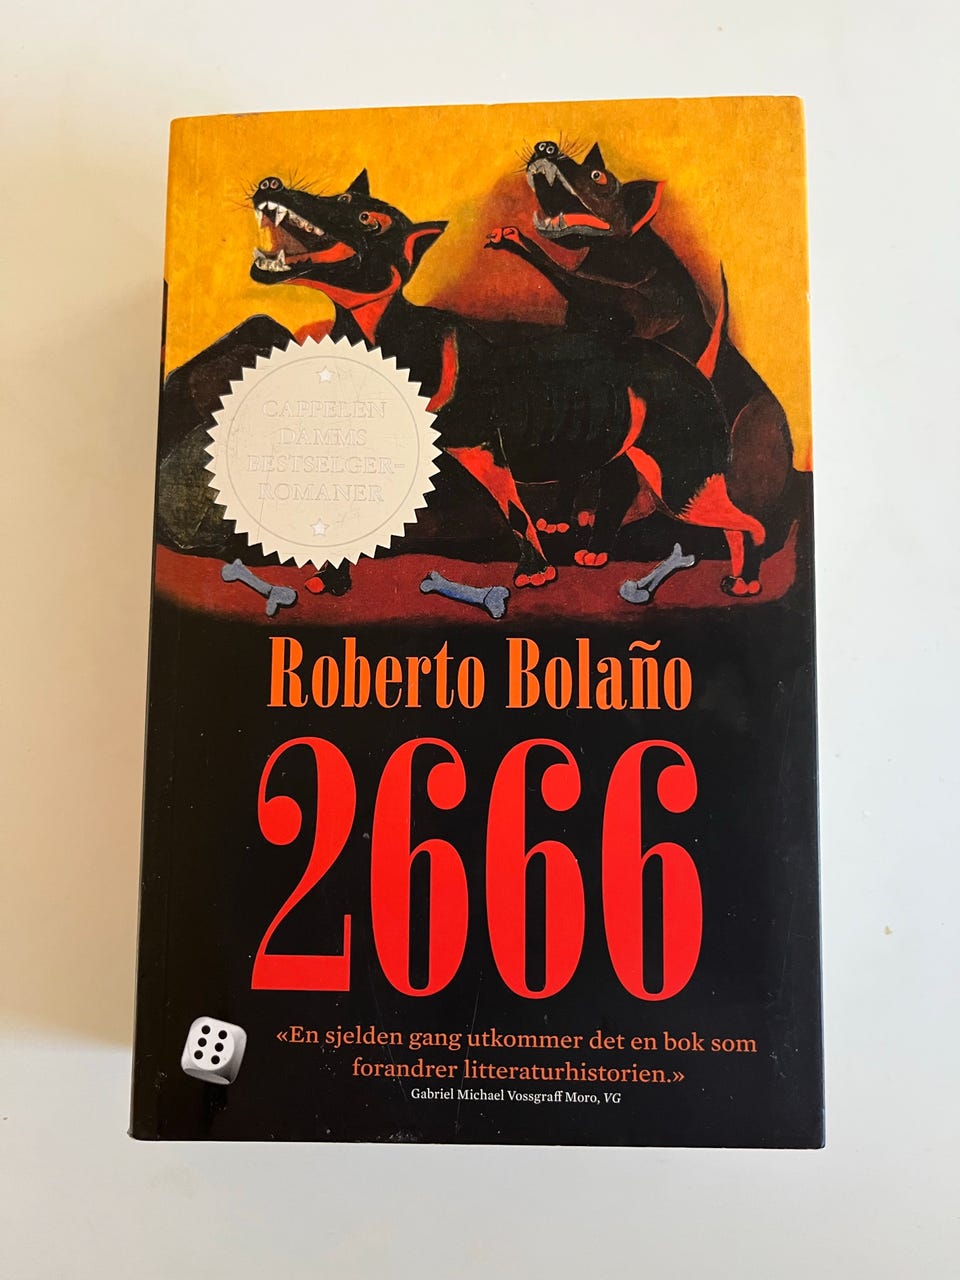 CAPPELEN
DAMMS
BESTSELGER-
ROMANER
Roberto Bolaño
2666
«En sjelden gang utkommer det en bok som
forandrer litteraturhistorien.»
Gabriel Michael Vossgraff Moro, VG